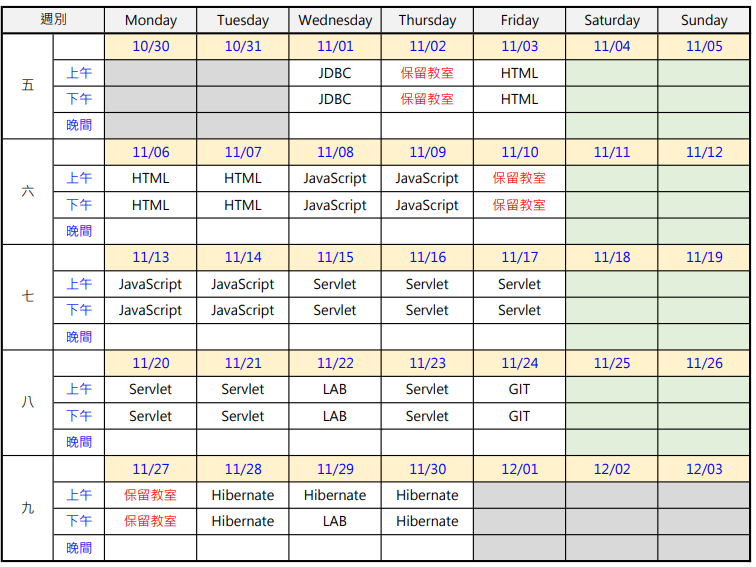 週別 Monday Tuesday Wednesday Thursday Friday Saturday Sunday
10/30 10/31 11/01 11/02 11/03 11/04 11/05
上午 JDBC 保留教室 HTML
五
下午 JDBC 保留教室 HTML
晚間
11/06 11/07 11/08 11/09 11/10 11/11 11/12
上午 HTML HTML JavaScript JavaScript 保留教室
六
下午 HTML HTML JavaScript JavaScript 保留教室
晚間
11/13 11/14 11/15 11/16 11/17 11/18 11/19
上午 JavaScript JavaScript Servlet Servlet Servlet
七
下午 JavaScript JavaScript Servlet Servlet Servlet
晚間
11/20 11/21 11/22 11/23 11/24 11/25 11/26
上午 Servlet Servlet LAB Servlet GIT
八
下午 Servlet Servlet LAB Servlet GIT
晚間
11/27 11/28 11/29 11/30 12/01 12/02 12/03
上午 保留教室 Hibernate Hibernate Hibernate
九
下午 保留教室 Hibernate LAB Hibernate
晚間